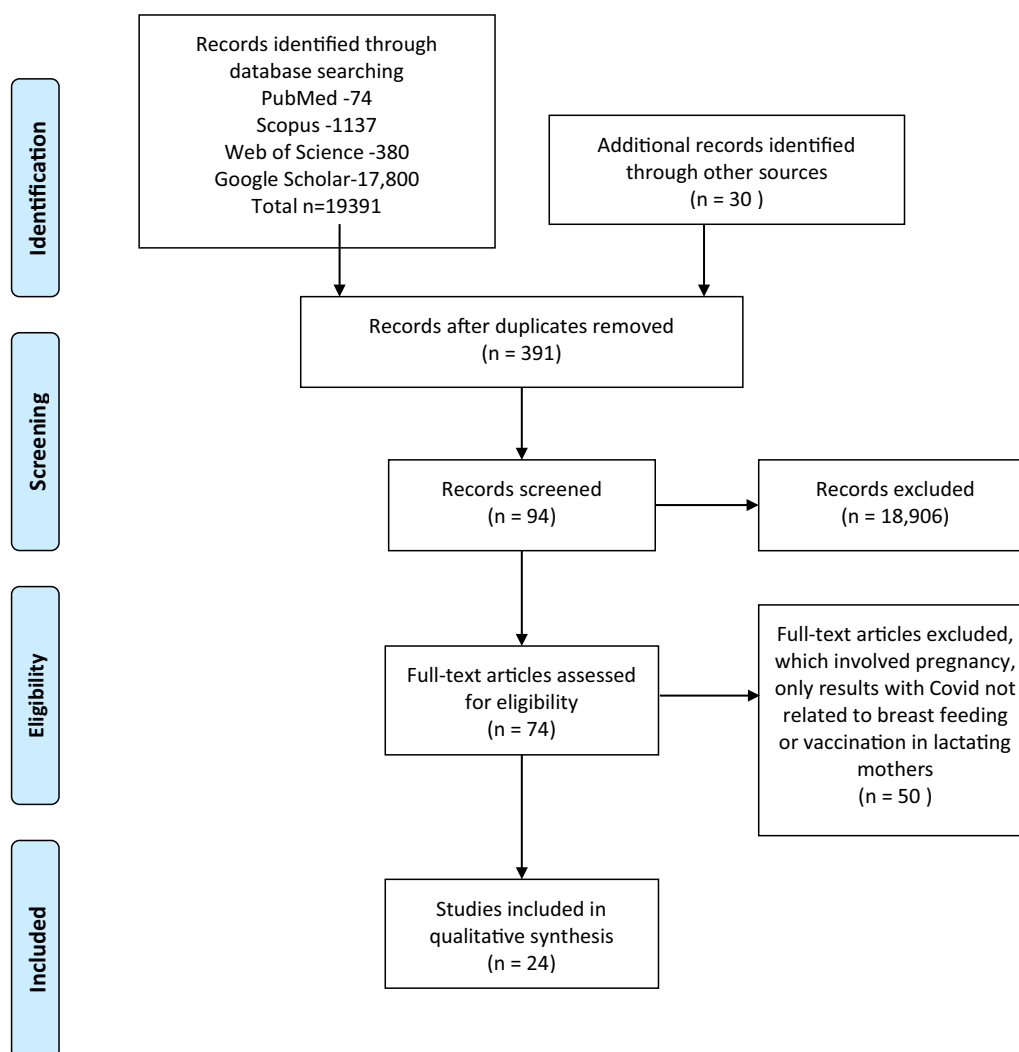 Identification
Records identified through
database searching
PubMed -74
Scopus -1137
Web of Science -380
Google Scholar-17,800
Total n=19391
Additional records identified
through other sources
(n = 30 )
Records after duplicates removed
(n = 391)
Screening
Records screened
(n = 94)
Records excluded
(n = 18,906)
Eligibility
Full-text articles assessed
for eligibility
(n = 74)
Full-text articles excluded,
which involved pregnancy,
only results with Covid not
related to breast feeding
or vaccination in lactating
mothers
(n = 50 )
Included
Studies included in
qualitative synthesis
(n = 24)